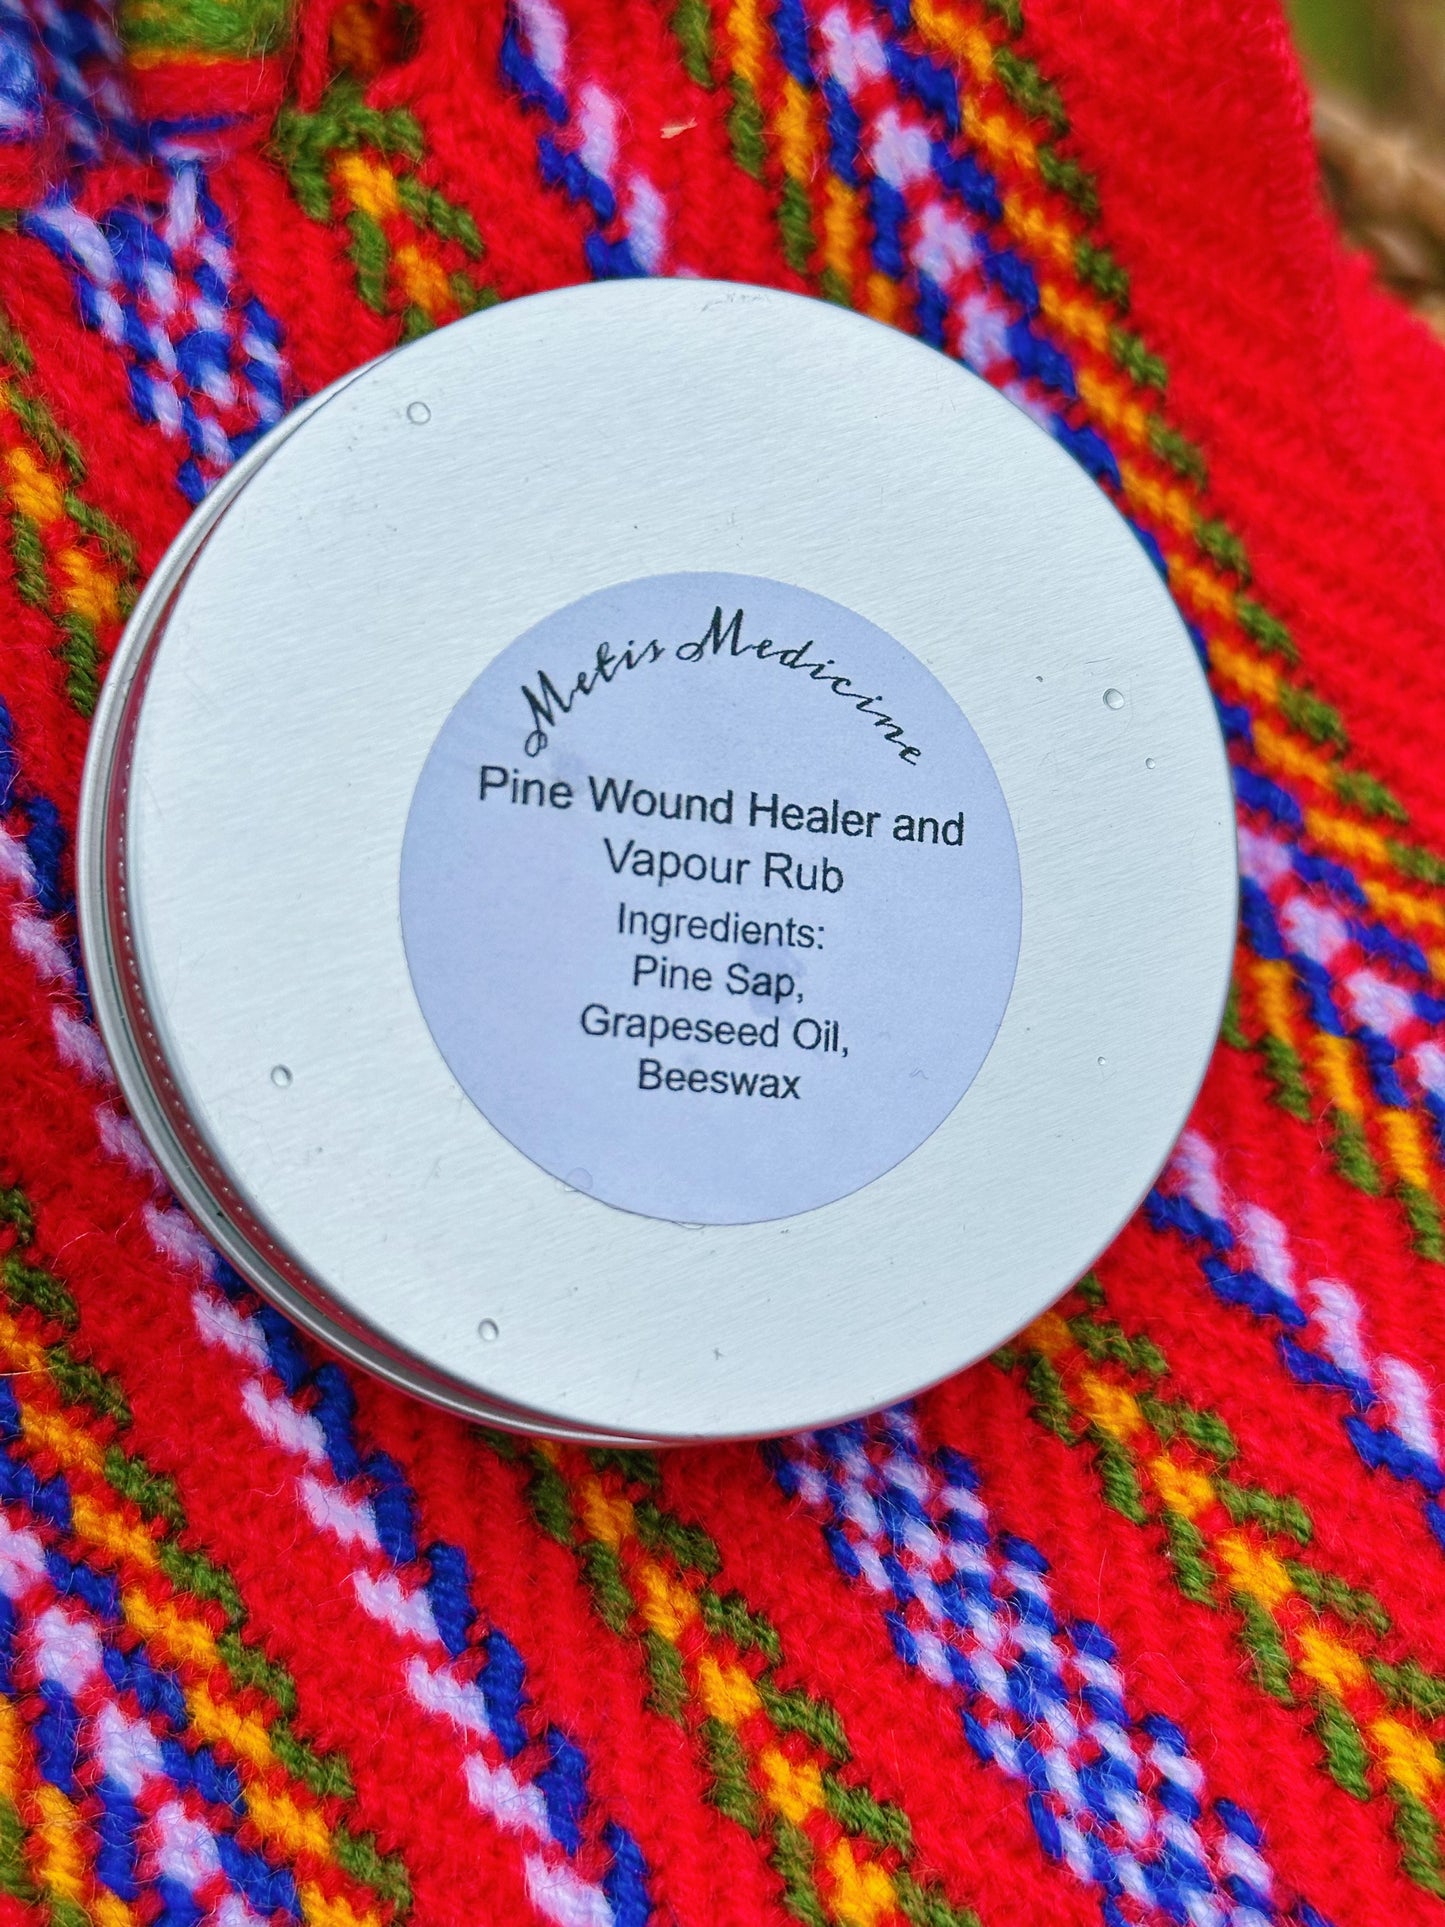 Metis Medicine
Pine Wound Healer and
Vapour Rub
Ingredients:
Pine Sap,
Grapeseed Oil,
Beeswax